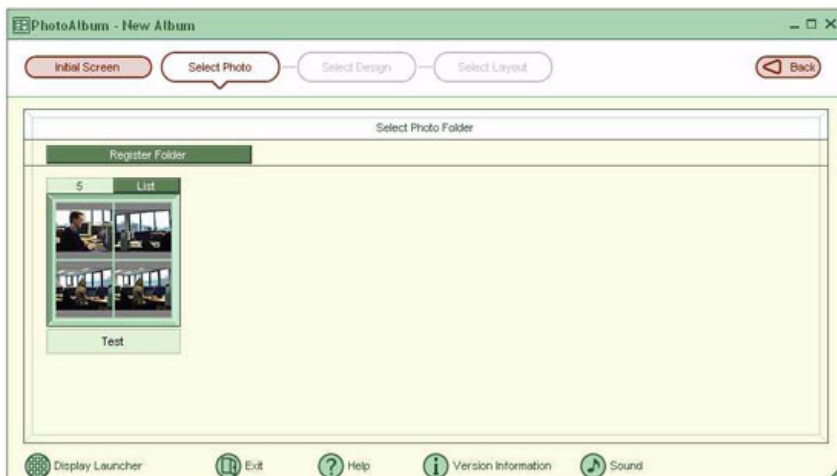 PhotoAlbum - New Album
Initial Screen Select Photo Select Design Select Layout Back
Select Photo Folder
Register Folder
5 List
Test
Display Launcher Exit Help Version Information Sound